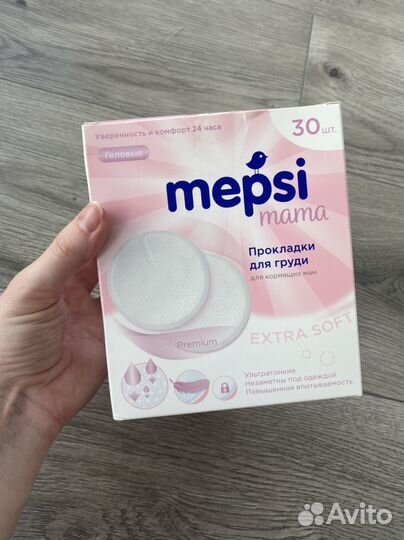 Уверенность и комфорт 24 часа
30 шт.
Гелевые
mepsi
mama
Прокладки
для груди
для кормящих мам
EXTRA SOFT
Premium
Ультратонкие
Незаметны под одеждой
Повышенная впитываемость
Avito